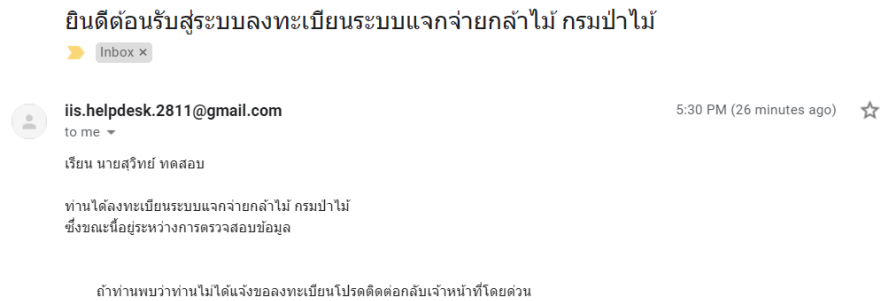 ยินดีต้อนรับสู่ระบบลงทะเบียนระบบแจกจ่ายกล้าไม้ กรมป่าไม้
Inbox ×
iis.helpdesk.2811@gmail.com
5:30 PM (26 minutes ago)
to me
เรียน นายสุวิทย์ ทดสอบ
ท่านได้ลงทะเบียนระบบแจกจ่ายกล้าไม้ กรมป่าไม้
ซึ่งขณะนี้อยู่ระหว่างการตรวจสอบข้อมูล
ถ้าท่านพบว่าท่านไม่ได้แจ้งขอลงทะเบียนโปรดติดต่อกลับเจ้าหน้าที่โดยด่วน